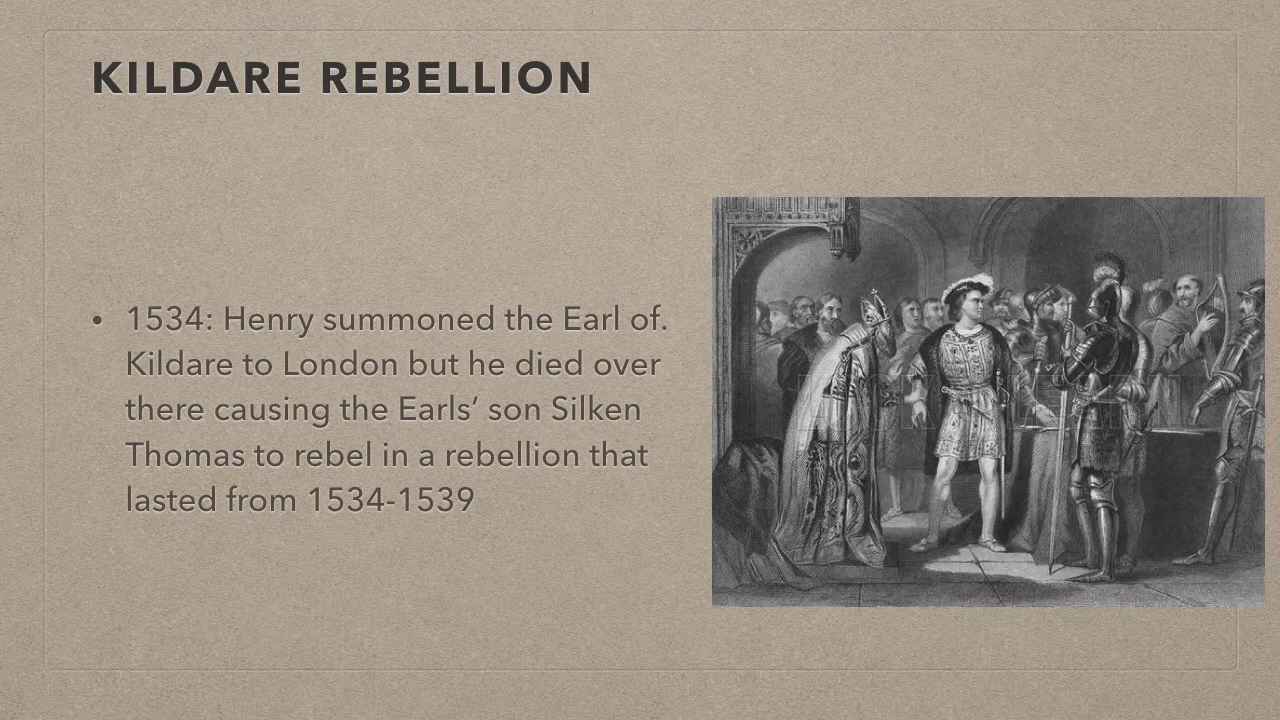 KILDARE REBELLION
• 1534: Henry summoned the Earl of.
Kildare to London but he died over
there causing the Earls’ son Silken
Thomas to rebel in a rebellion that
lasted from 1534-1539